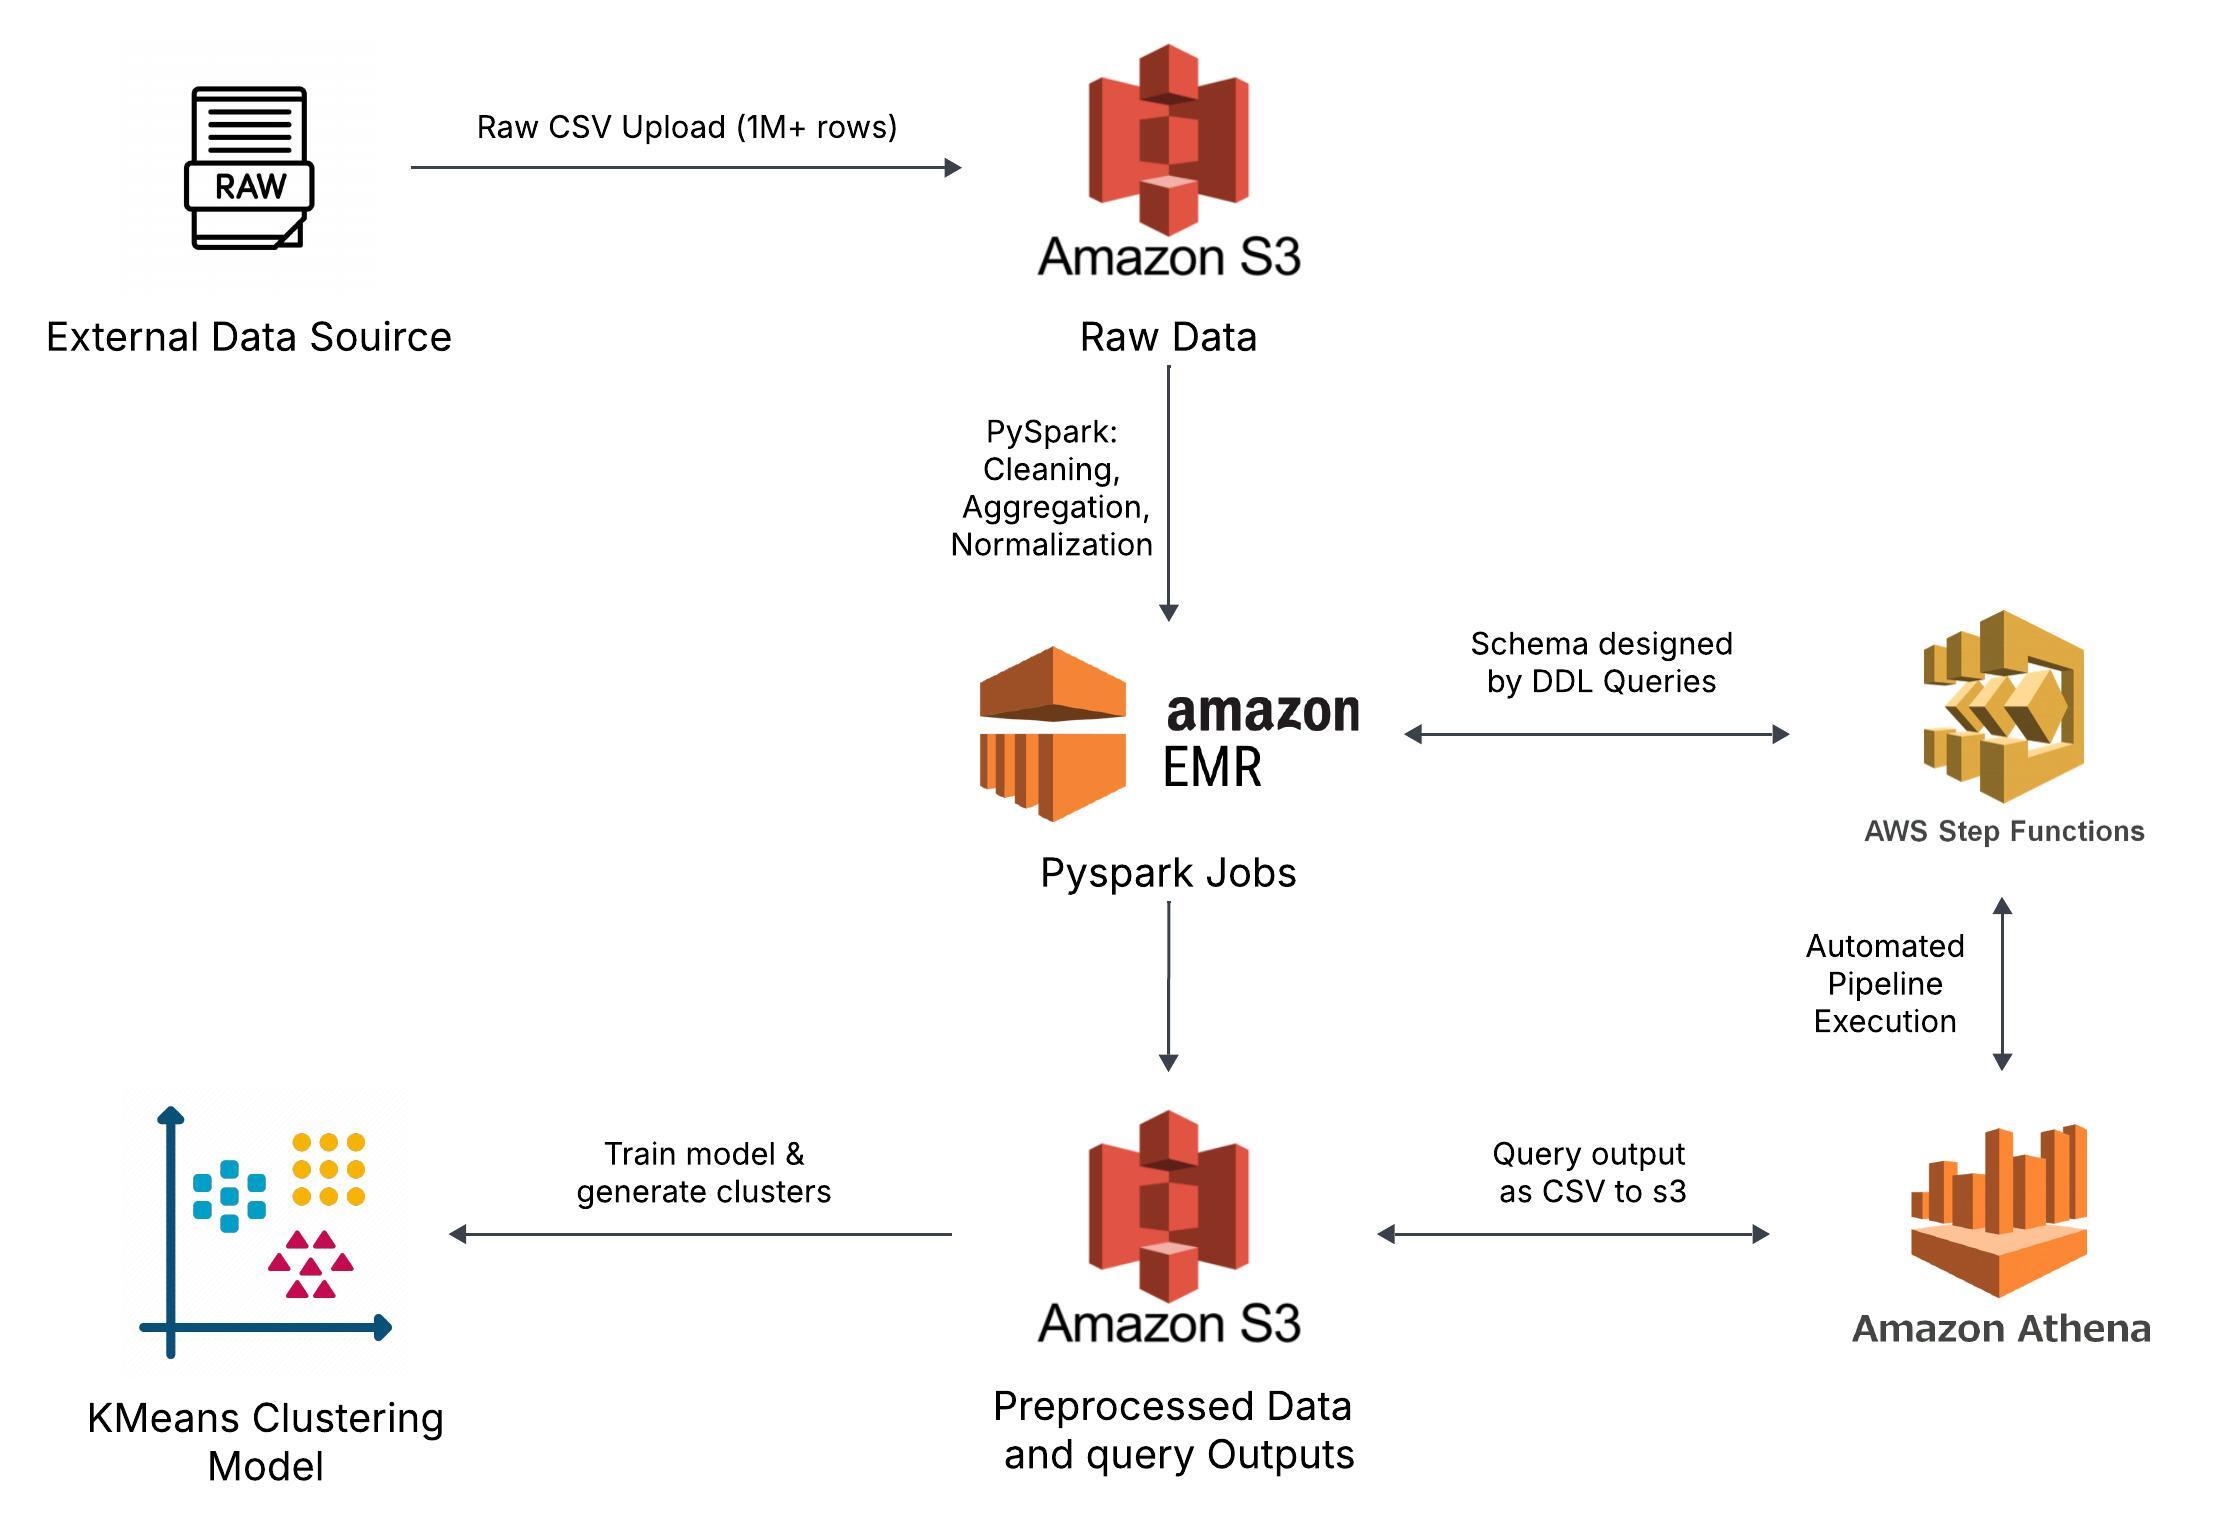 Raw CSV Upload (1M+ rows)
RAW
External Data Souirce
Amazon S3
Raw Data
PySpark:
Cleaning,
Aggregation,
Normalization
amazon
EMR
Pyspark Jobs
Schema designed
by DDL Queries
AWS Step Functions
Automated
Pipeline
Execution
Train model &
generate clusters
KMeans Clustering
Model
Amazon S3
Preprocessed Data
and query Outputs
Query output
as CSV to s3
Amazon Athena